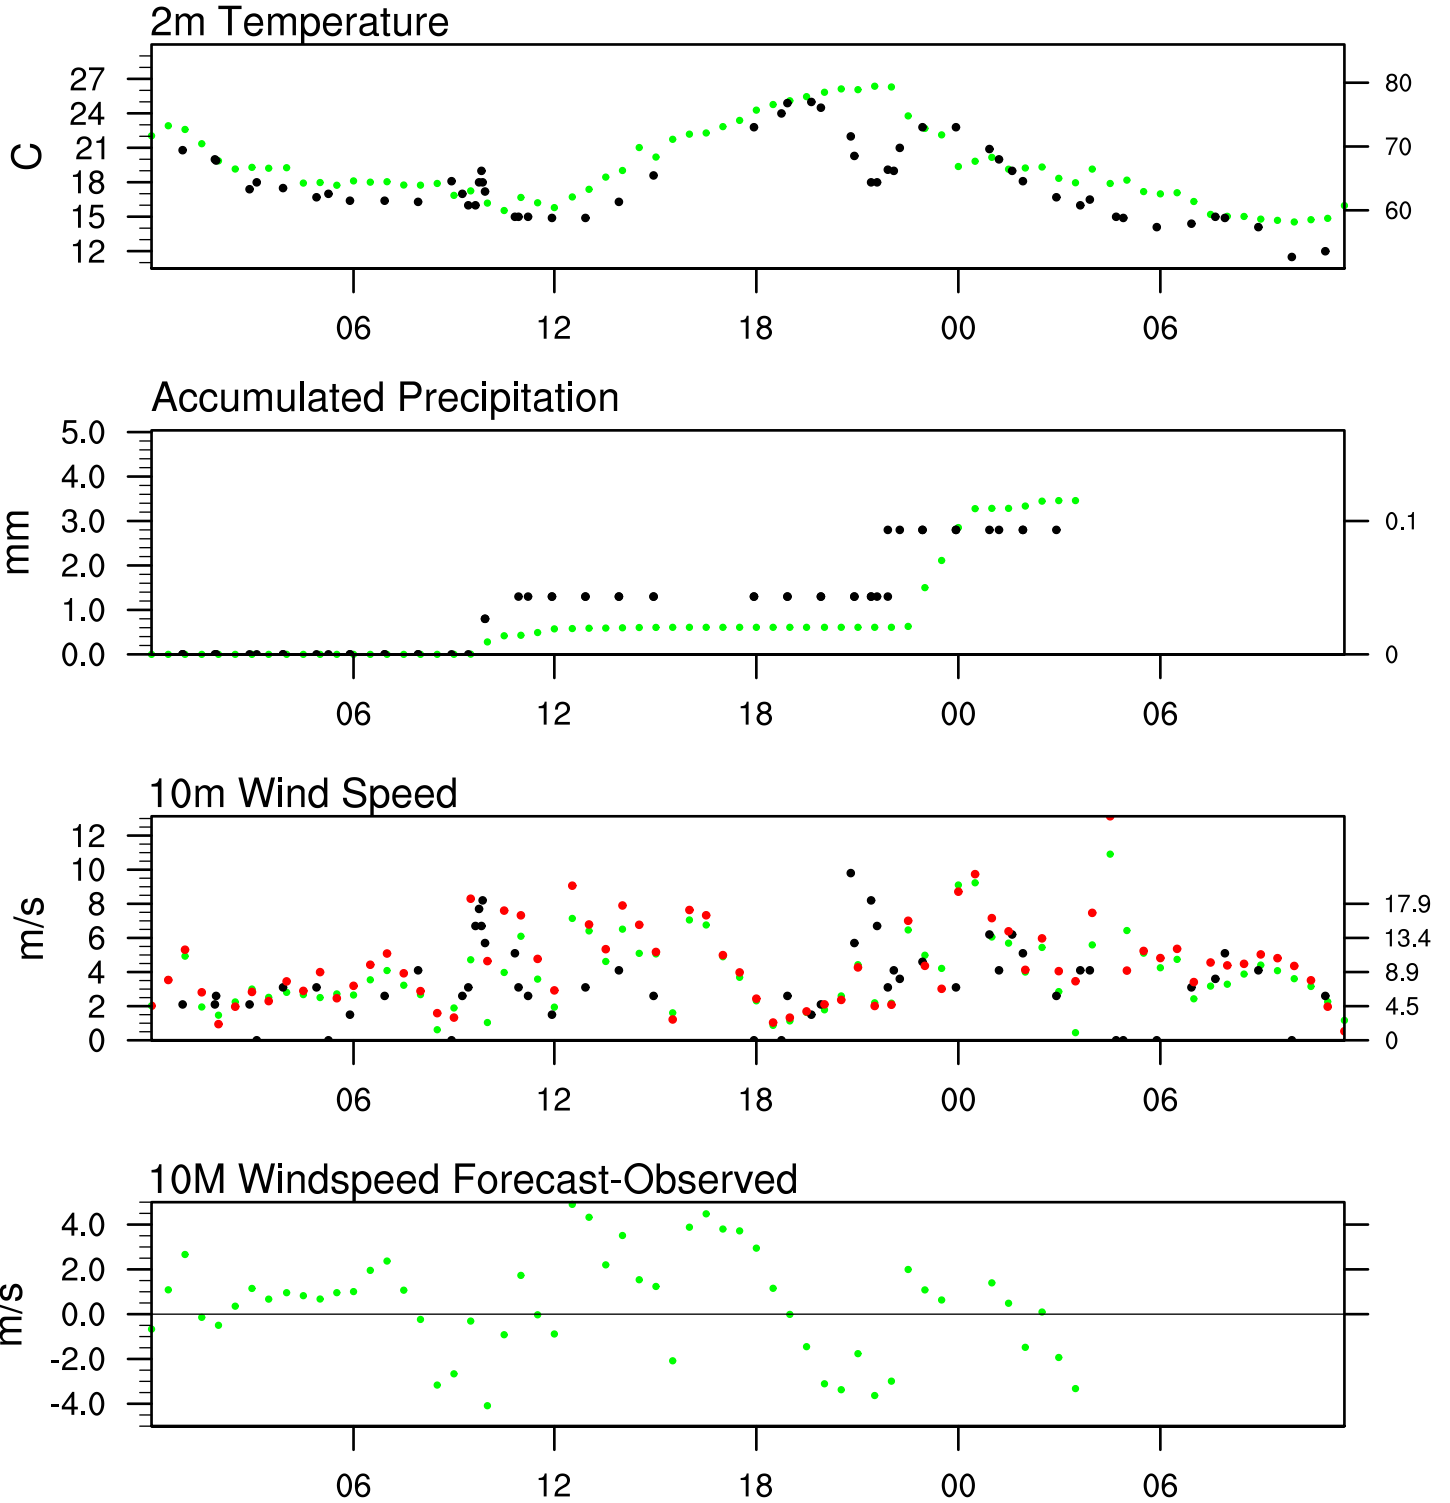 2m Temperature
27
24
21
18
15
12
C
80
70
60
06 12 18 00 06
Accumulated Precipitation
5.0
4.0
3.0
2.0
1.0
0.0
mm
0.1
0
06 12 18 00 06
10m Wind Speed
12
10
8
6
4
2
0
m/s
17.9
13.4
8.9
4.5
0
06 12 18 00 06
10M Windspeed Forecast-Observed
4.0
2.0
0.0
-2.0
-4.0
m/s
06 12 18 00 06